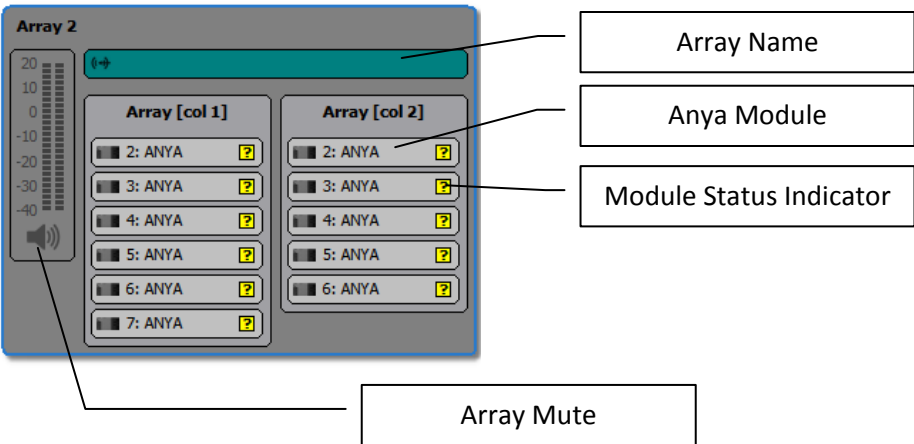 Array 2
20
10
0
-10
-20
-30
-40
Array [col 1]
2: ANYA ?
3: ANYA ?
4: ANYA ?
5: ANYA ?
6: ANYA ?
7: ANYA ?
Array [col 2]
2: ANYA ?
3: ANYA ?
4: ANYA ?
5: ANYA ?
6: ANYA ?
Array Name
Anya Module
Module Status Indicator
Array Mute